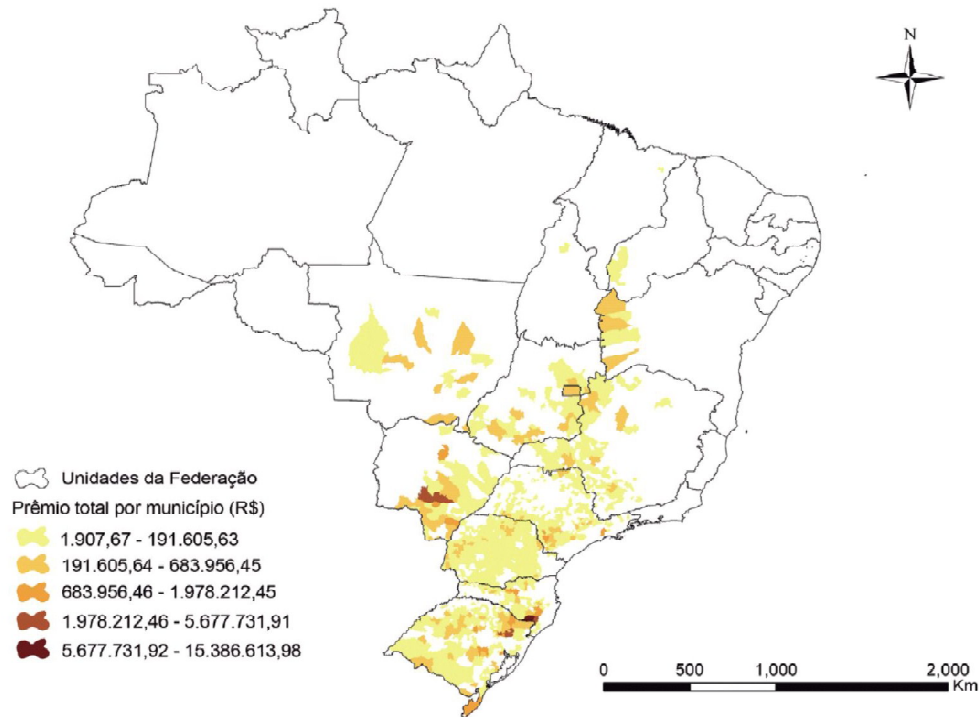 N
Unidades da Federação
Prêmio total por município (R$)
1.907,67 - 191.605,63
191.605,64 - 683.956,45
683.956,46 - 1.978.212,45
1.978.212,46 - 5.677.731,91
5.677.731,92 - 15.386.613,98
0 500 1,000 2,000
Km